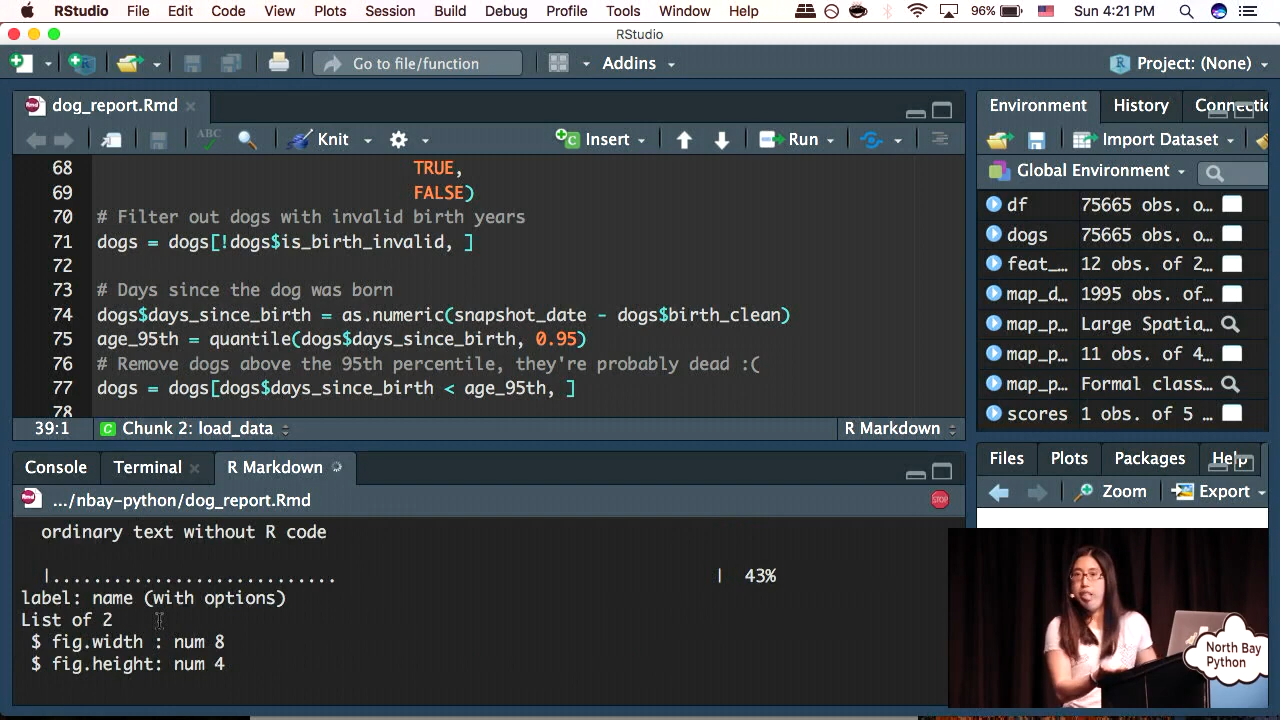 RStudio File Edit Code View Plots Session Build Debug Profile Tools Window Help 96% Sun 4:21 PM
RStudio
Go to file/function Addins Project: (None)
dog_report.Rmd
ABC Knit Insert Run
68 TRUE,
69 FALSE)
70 # Filter out dogs with invalid birth years
71 dogs = dogs[!dogs$is_birth_invalid, ]
72
73 # Days since the dog was born
74 dogs$days_since_birth = as.numeric(snapshot_date - dogs$birth_clean)
75 age_95th = quantile(dogs$days_since_birth, 0.95)
76 # Remove dogs above the 95th percentile, they're probably dead :(
77 dogs = dogs[dogs$days_since_birth < age_95th, ]
78
39:1 C Chunk 2: load_data R Markdown
Console Terminal R Markdown
.../nbay-python/dog_report.Rmd
STOP
ordinary text without R code
|............................ | 43%
label: name (with options)
List of 2
$ fig.width : num 8
$ fig.height: num 4
Environment History Connectio
Import Dataset
Global Environment
df 75665 obs. o…
dogs 75665 obs. o…
feat_… 12 obs. of 2…
map_d… 1995 obs. of…
map_p… Large Spatia…
map_p… 11 obs. of 4…
map_p… Formal class…
scores 1 obs. of 5 …
Files Plots Packages Help
Zoom Export
North Bay
Python